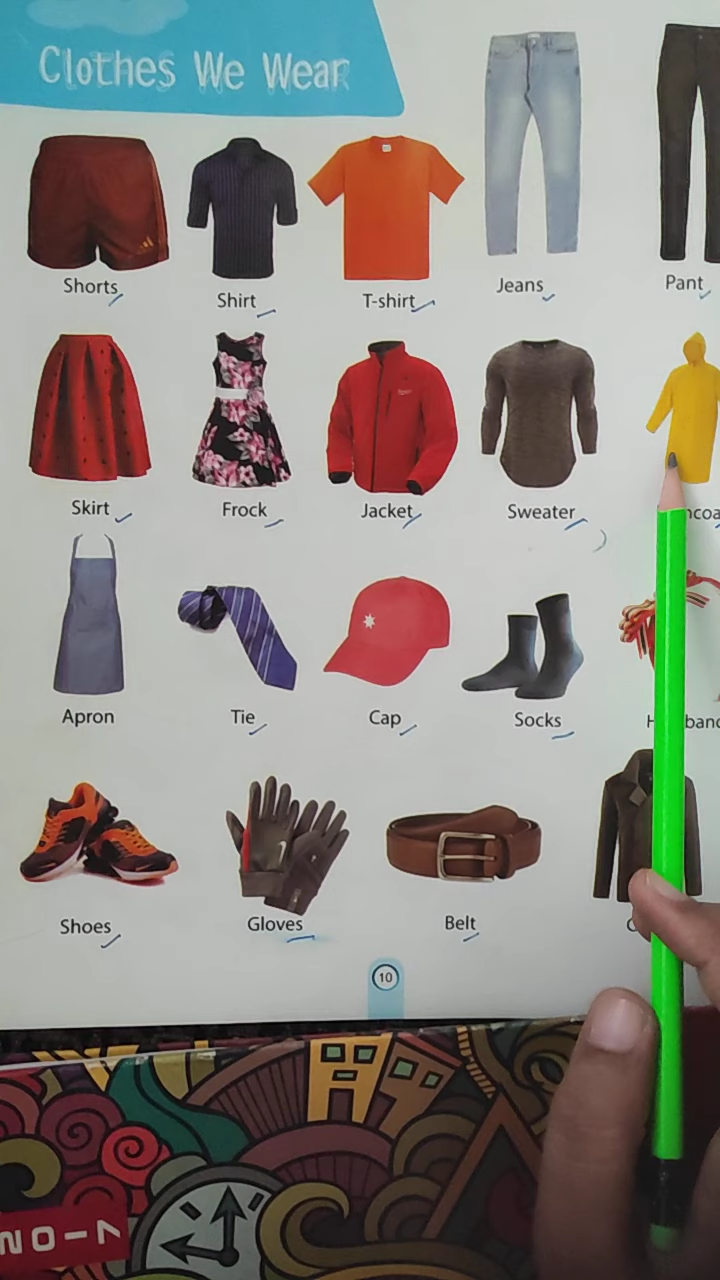 Clothes We Wear
Jeans Pant
Shorts Shirt T-shirt
Skirt Frock Jacket Sweater
Apron Tie Cap Socks
Shoes Gloves Belt
10